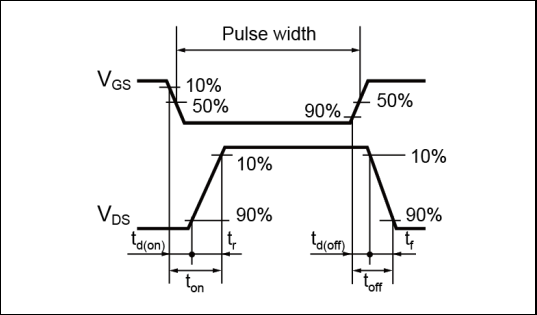 Pulse width
VGS
10%
50%
90%
50%
10%
10%
VDS
90%
90%
td(on)
tr
td(off)
tf
ton
toff